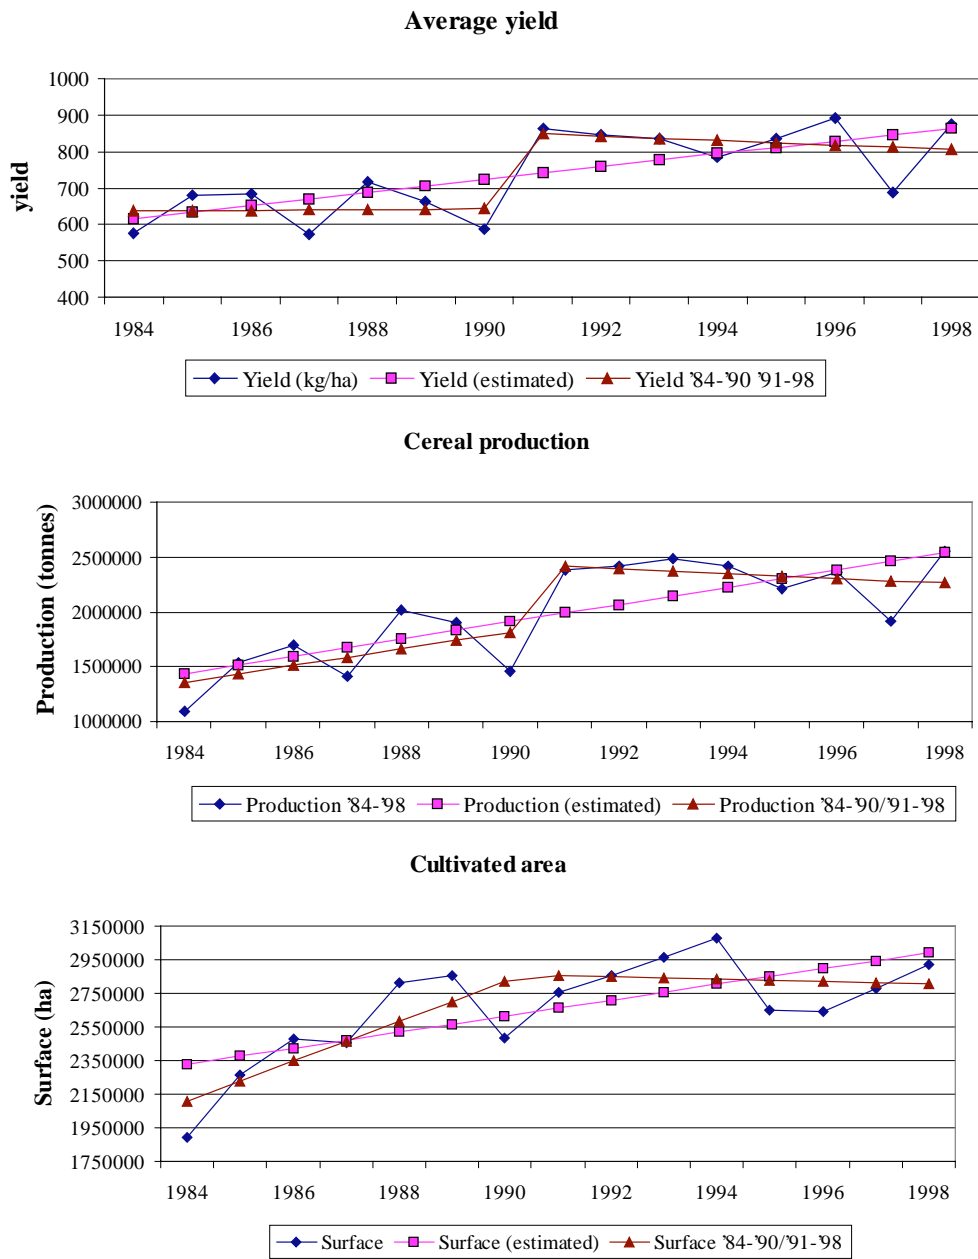 Average yield
1000
900
800
700
600
500
400
yield
1984 1986 1988 1990 1992 1994 1996 1998
Yield (kg/ha) Yield (estimated) Yield '84-'90 '91-98
Cereal production
3000000
2500000
2000000
1500000
1000000
Production (tonnes)
1984 1986 1988 1990 1992 1994 1996 1998
Production '84-'98 Production (estimated) Production '84-'90/'91-'98
Cultivated area
3150000
2950000
2750000
2550000
2350000
2150000
1950000
1750000
Surface (ha)
1984 1986 1988 1990 1992 1994 1996 1998
Surface Surface (estimated) Surface '84-'90/'91-'98